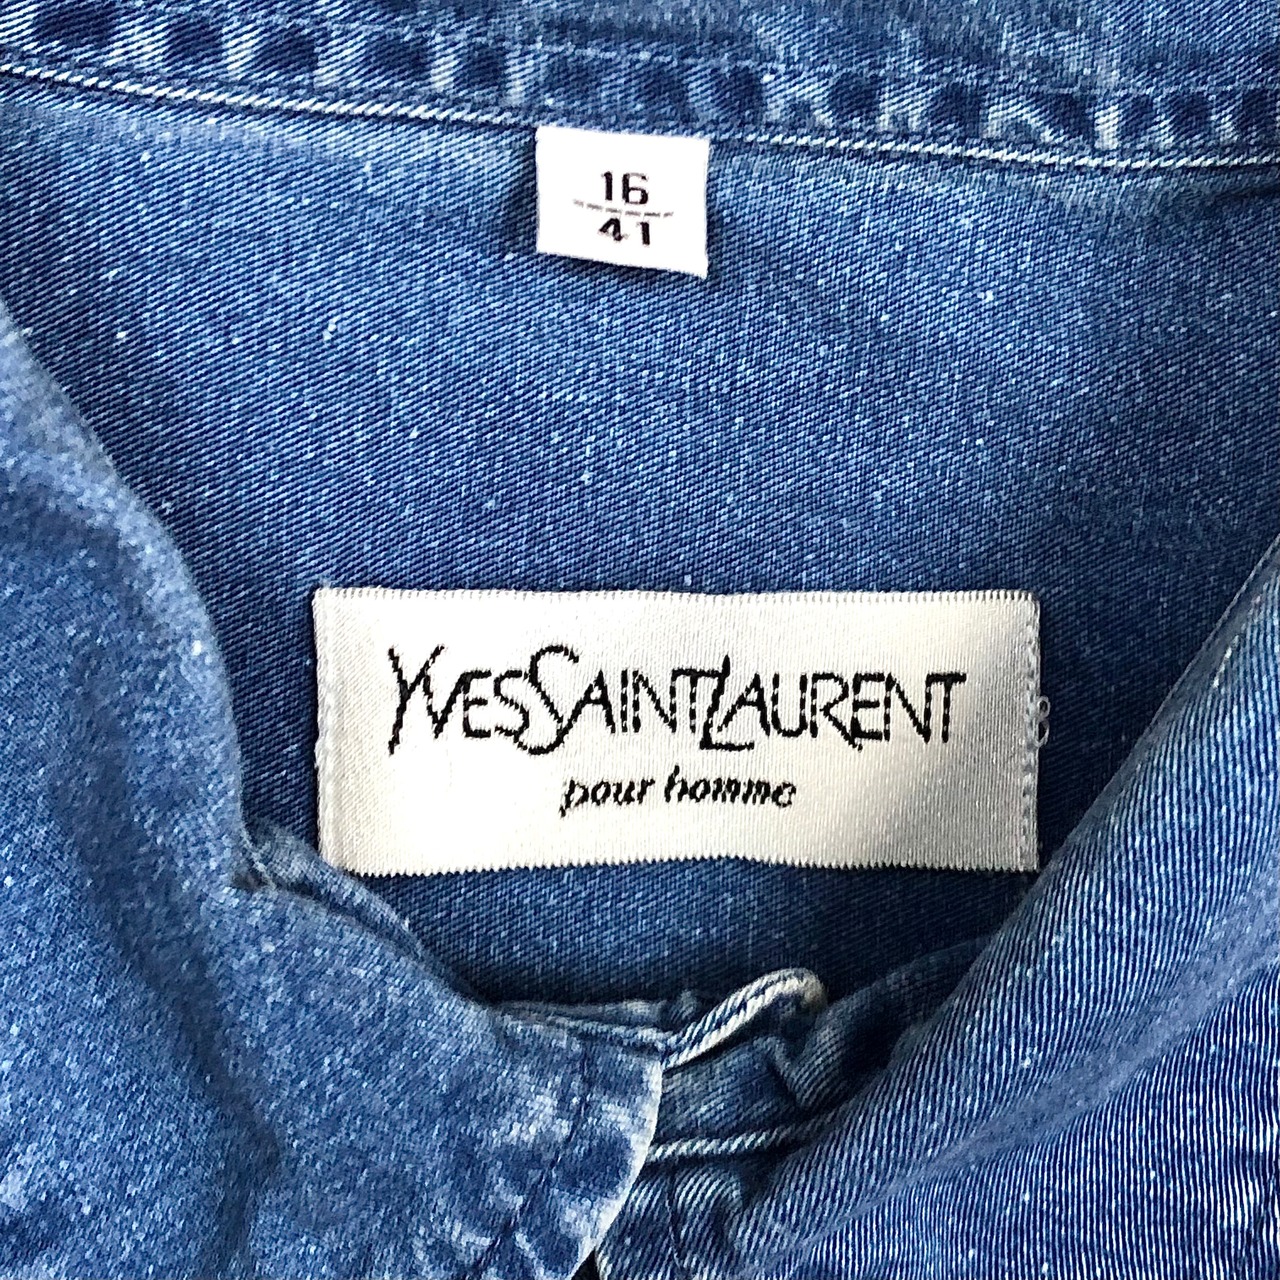 16
41
YVESSAINTLAURENT
pour homme